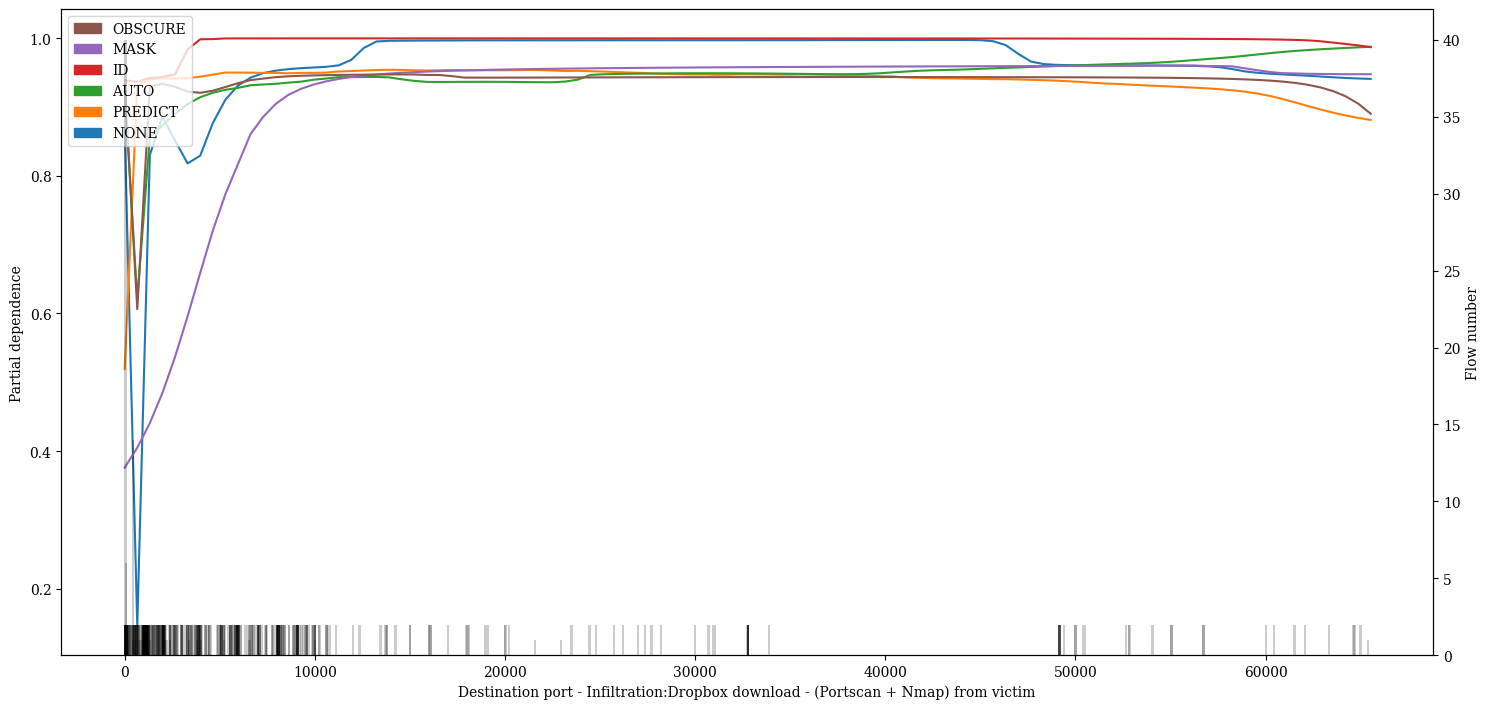 OBSCURE
MASK
ID
AUTO
PREDICT
NONE
1.0
0.8
0.6
0.4
0.2
Partial dependence
40
35
30
25
20
15
10
5
0
Flow number
0 10000 20000 30000 40000 50000 60000
Destination port - Infiltration:Dropbox download - (Portscan + Nmap) from victim